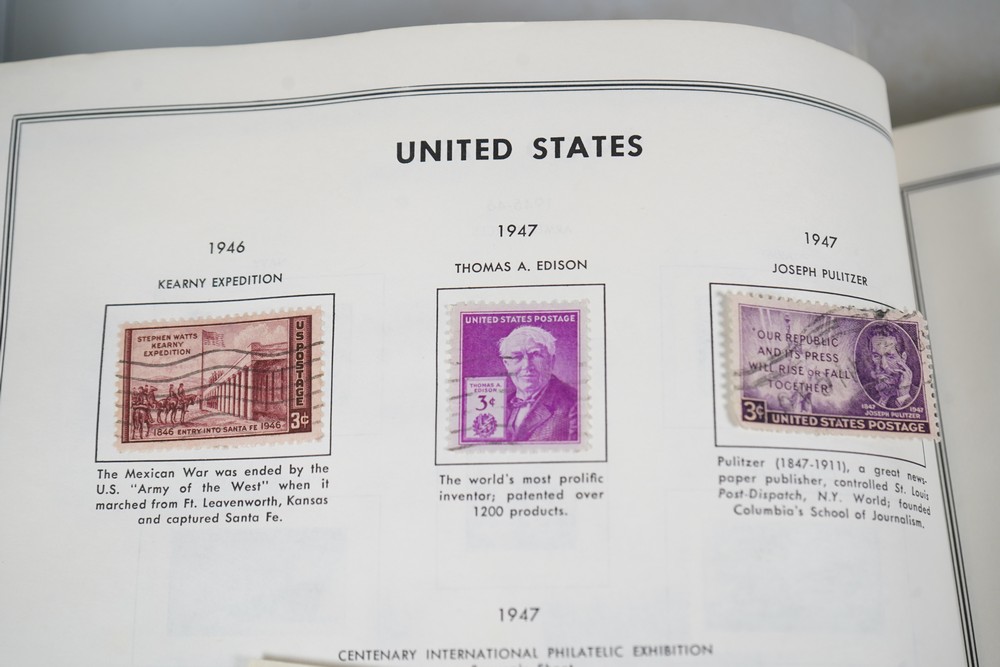 UNITED STATES
1946
KEARNY EXPEDITION
STEPHEN WATTS
KEARNY
EXPEDITION
U S POSTAGE
3¢
1846 ENTRY INTO SANTA FE 1946
The Mexican War was ended by the
U.S. "Army of the West" when it
marched from Ft. Leavenworth, Kansas
and captured Santa Fe.
1947
THOMAS A. EDISON
UNITED STATES POSTAGE
THOMAS A.
EDISON
3¢
The world's most prolific
inventor; patented over
1200 products.
1947
JOSEPH PULITZER
"OUR REPUBLIC
AND ITS PRESS
WILL RISE OR FALL
TOGETHER"
1847 1947
JOSEPH PULITZER
3¢ UNITED STATES POSTAGE
Pulitzer (1847-1911), a great news-
paper publisher, controlled St. Louis
Post-Dispatch, N.Y. World; founded
Columbia's School of Journalism.
1947
CENTENARY INTERNATIONAL PHILATELIC EXHIBITION